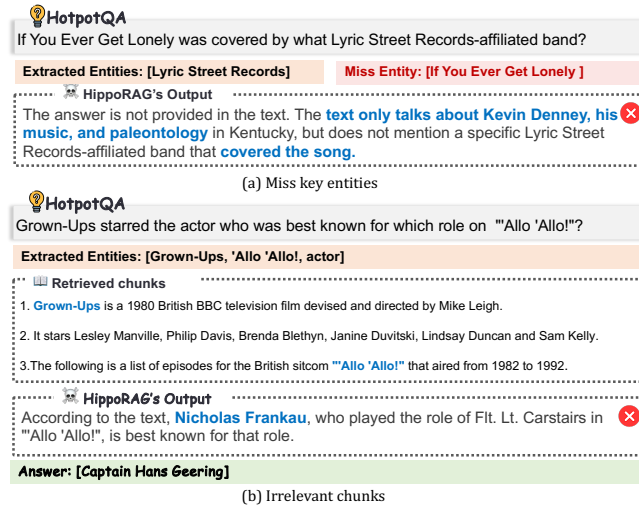 HotpotQA
If You Ever Get Lonely was covered by what Lyric Street Records-affiliated band?
Extracted Entities: [Lyric Street Records]
Miss Entity: [If You Ever Get Lonely ]
HippoRAG's Output
The answer is not provided in the text. The text only talks about Kevin Denney, his
music, and paleontology in Kentucky, but does not mention a specific Lyric Street
Records-affiliated band that covered the song.
(a) Miss key entities
HotpotQA
Grown-Ups starred the actor who was best known for which role on "'Allo 'Allo!"?
Extracted Entities: [Grown-Ups, 'Allo 'Allo!, actor]
Retrieved chunks
1. Grown-Ups is a 1980 British BBC television film devised and directed by Mike Leigh.
2. It stars Lesley Manville, Philip Davis, Brenda Blethyn, Janine Duvitski, Lindsay Duncan and Sam Kelly.
3.The following is a list of episodes for the British sitcom "'Allo 'Allo!" that aired from 1982 to 1992.
HippoRAG's Output
According to the text, Nicholas Frankau, who played the role of Flt. Lt. Carstairs in
"'Allo 'Allo!", is best known for that role.
Answer: [Captain Hans Geering]
(b) Irrelevant chunks